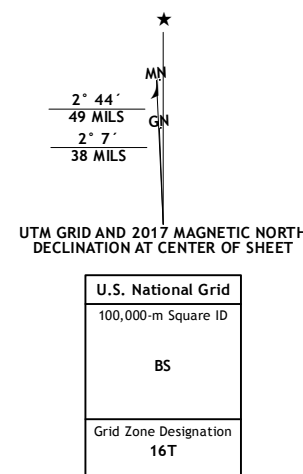 ★
MN
2° 44´
49 MILS
GN
2° 7´
38 MILS
UTM GRID AND 2017 MAGNETIC NORTH
DECLINATION AT CENTER OF SHEET
U.S. National Grid
100,000-m Square ID
BS
Grid Zone Designation
16T